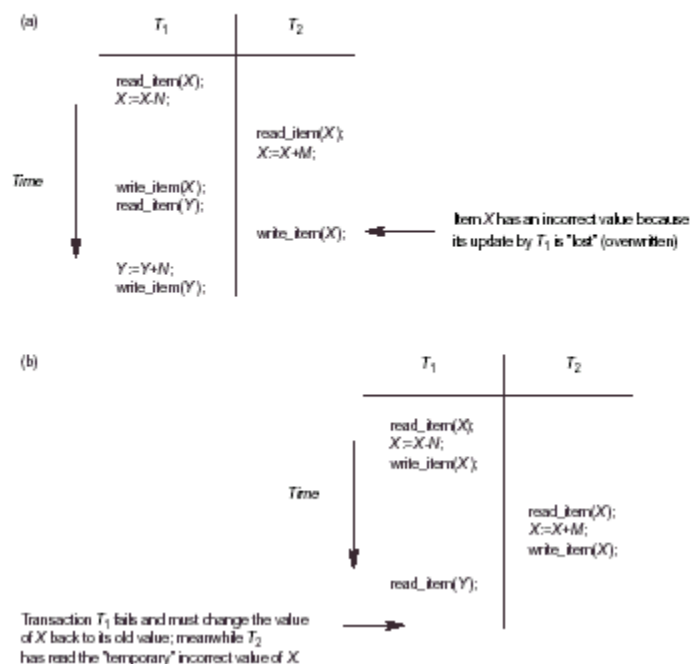 (a)
T1 T2
read_item(X);
X:=X-N;
read_item(X);
X:=X+M;
Time
write_item(X);
read_item(Y);
write_item(X);
Item X has an incorrect value because
its update by T1 is "lost" (overwritten)
Y:=Y+N;
write_item(Y);
(b)
T1 T2
read_item(X);
X:=X-N;
write_item(X);
Time
read_item(X);
X:=X+M;
write_item(X);
read_item(Y);
Transaction T1 fails and must change the value
of X back to its old value; meanwhile T2
has read the "temporary" incorrect value of X.